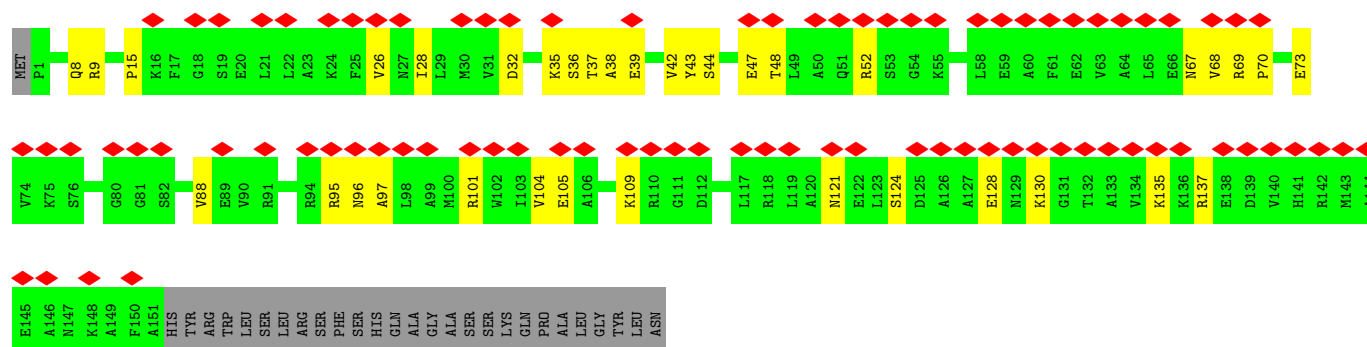 MET P1 Q8 R9 P15 K16 F17 G18 S19 E20 L21 L22 A23 K24 F25 V26 N27 I28 L29 M30 V31 D32 K35 S36 T37 A38 E39 V42 Y43 S44 E47 T48 L49 A50 Q51 R52 S53 G54 K55 L58 E59 A60 F61 E62 V63 A64 L65 E66 N67 V68 R69 P70 E73
V74 K75 S76 G80 G81 S82 V88 E89 V90 R91 R94 R95 N96 A97 L98 A99 M100 R101 W102 I103 V104 E105 A106 K109 R110 G111 D112 L117 R118 L119 A120 N121 E122 L123 S124 D125 A126 A127 E128 N129 K130 G131 T132 A133 V134 K135 K136 R137 E138 D139 V140 H141 R142 M143
E145 A146 N147 K148 A149 F150 A151 HIS TYR ARG TRP LEU SER LEU ARG SER PHE SER HIS GLN ALA GLY ALA SER SER LYS GLN PRO ALA LEU GLY TYR LEU ASN